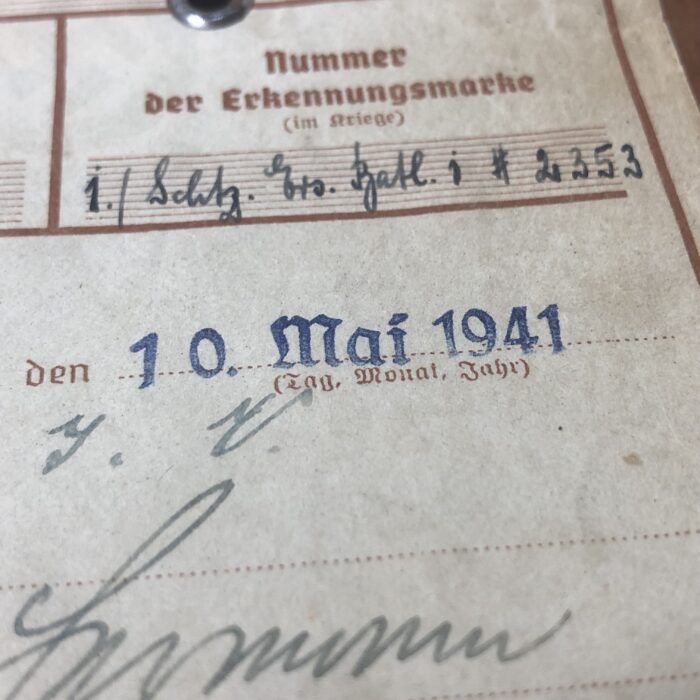 Nummer
der Erkennungsmarke
(im Kriege)
1./ Schtz. Ers. Batl. 1 # 2353
den 10. Mai 1941
(Tag, Monat, Jahr)
J. V.